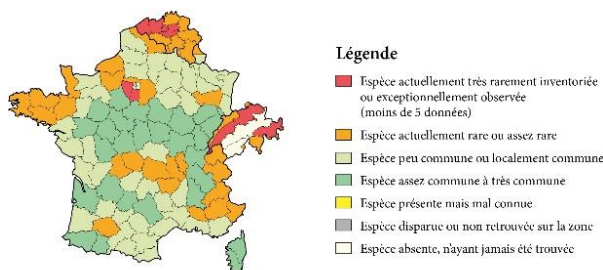 Légende
Espèce actuellement très rarement inventoriée
ou exceptionnellement observée
(moins de 5 données)
Espèce actuellement rare ou assez rare
Espèce peu commune ou localement commune
Espèce assez commune à très commune
Espèce présente mais mal connue
Espèce disparue ou non retrouvée sur la zone
Espèce absente, n'ayant jamais été trouvée